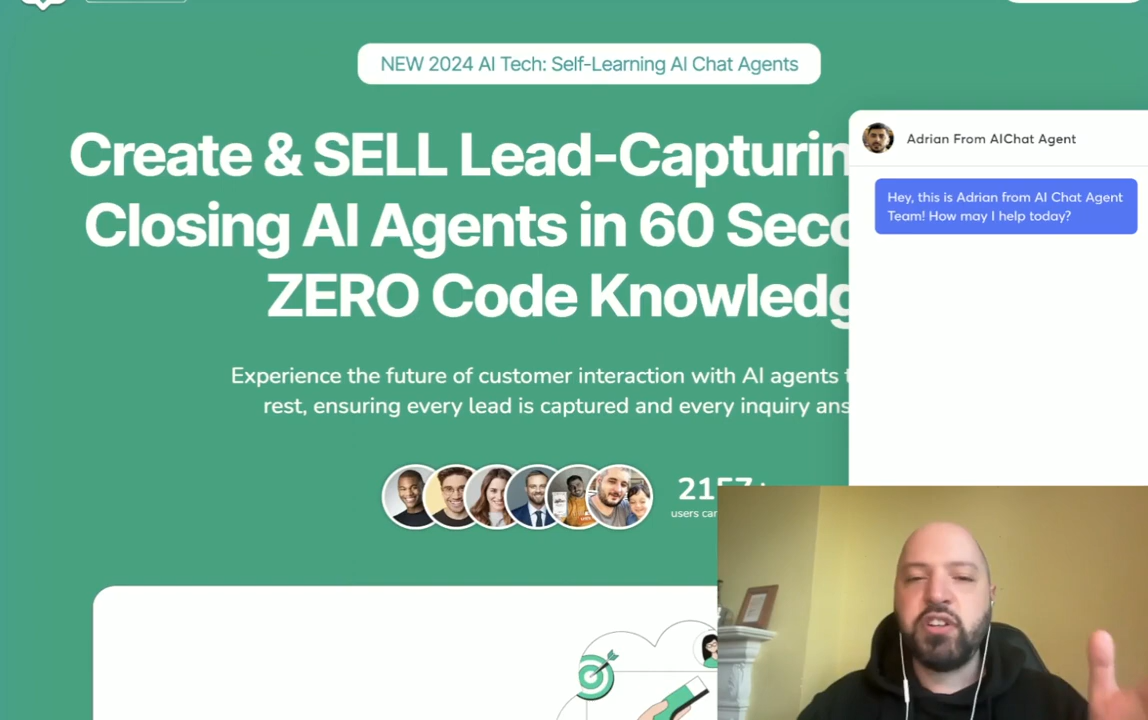 NEW 2024 AI Tech: Self-Learning AI Chat Agents
Create & SELL Lead-Capturin
Closing AI Agents in 60 Seco
ZERO Code Knowledg
Experience the future of customer interaction with AI agents t
rest, ensuring every lead is captured and every inquiry ans
2157+
users can
Adrian From AIChat Agent
Hey, this is Adrian from AI Chat Agent
Team! How may I help today?